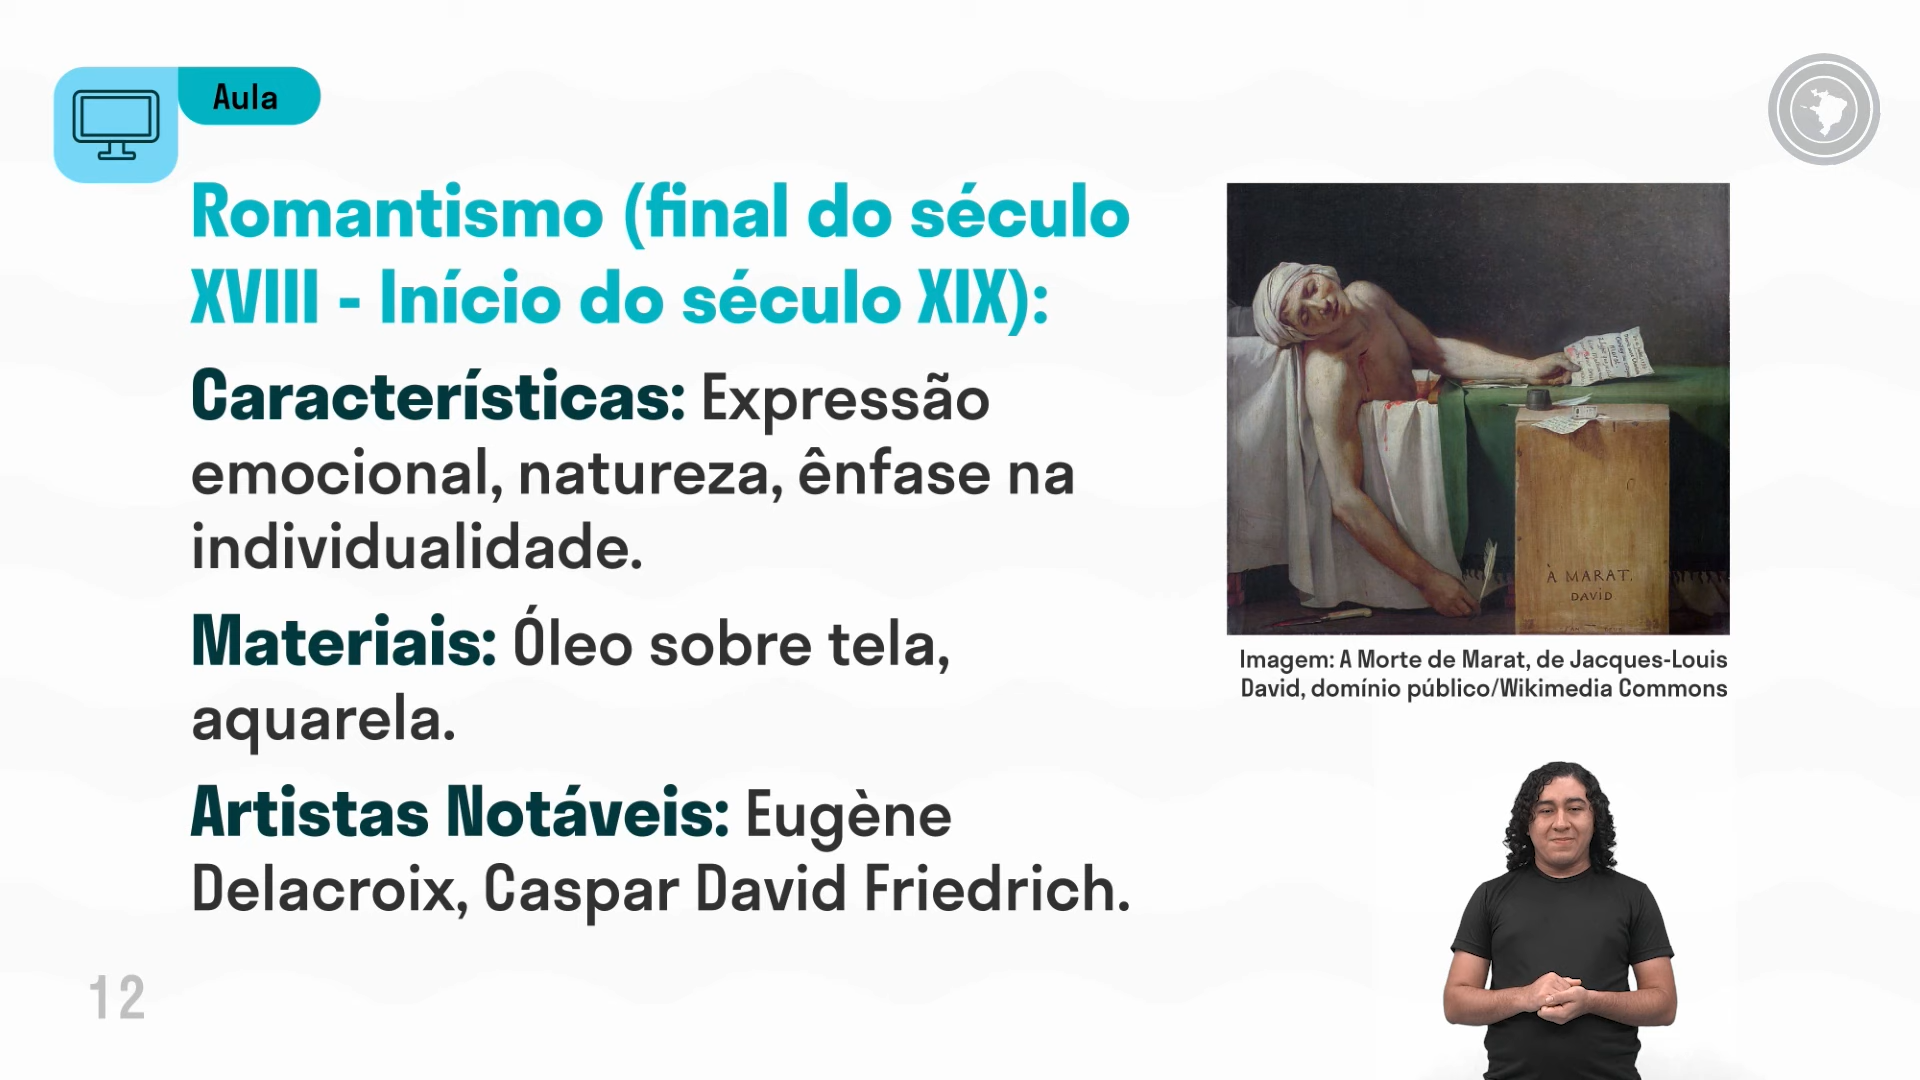 Aula
Romantismo (final do século
XVIII - Início do século XIX):
Características: Expressão
emocional, natureza, ênfase na
individualidade.
Materiais: Óleo sobre tela,
aquarela.
Artistas Notáveis: Eugène
Delacroix, Caspar David Friedrich.
À MARAT.
DAVID
Imagem: A Morte de Marat, de Jacques-Louis
David, domínio público/Wikimedia Commons
12